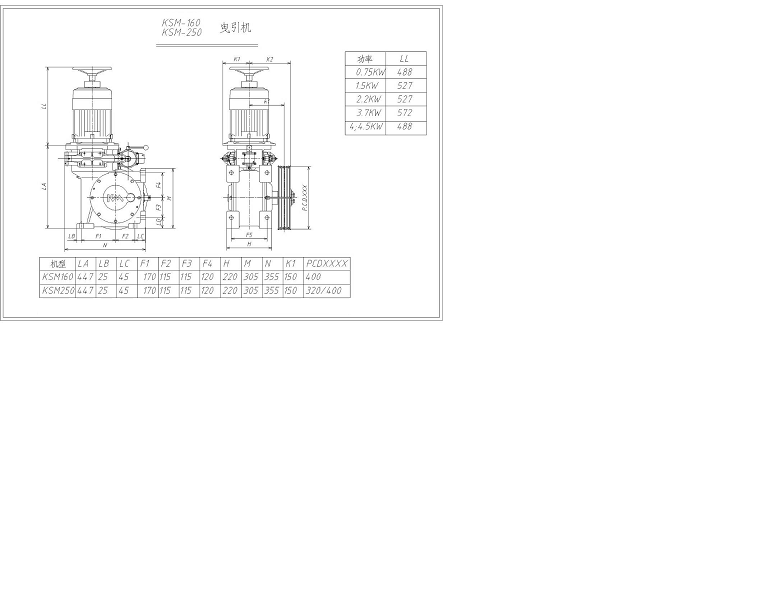 KSM-160
KSM-250
曳引机
功率 LL
0.75KW 488
1.5KW 527
2.2KW 527
3.7KW 572
4;4.5KW 488
K1 K2
K1
LL
LA
F4
F3
H
LD
P.C.D.XXX
LB F1 F2 LC
N
F5
H
机型 LA LB LC F1 F2 F3 F4 H M N K1 PCDXXXX
KSM160 447 25 45 170 115 115 120 220 305 355 150 400
KSM250 447 25 45 170 115 115 120 220 305 355 150 320/400